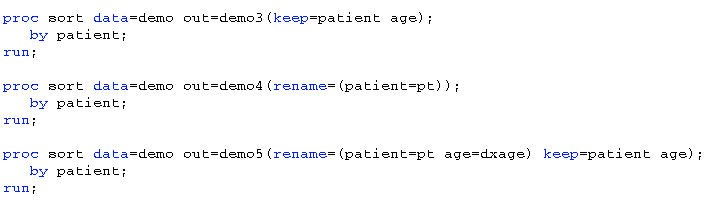 proc sort data=demo out=demo3(keep=patient age);
   by patient;
run;

proc sort data=demo out=demo4(rename=(patient=pt));
   by patient;
run;

proc sort data=demo out=demo5(rename=(patient=pt age=dxage) keep=patient age);
   by patient;
run;